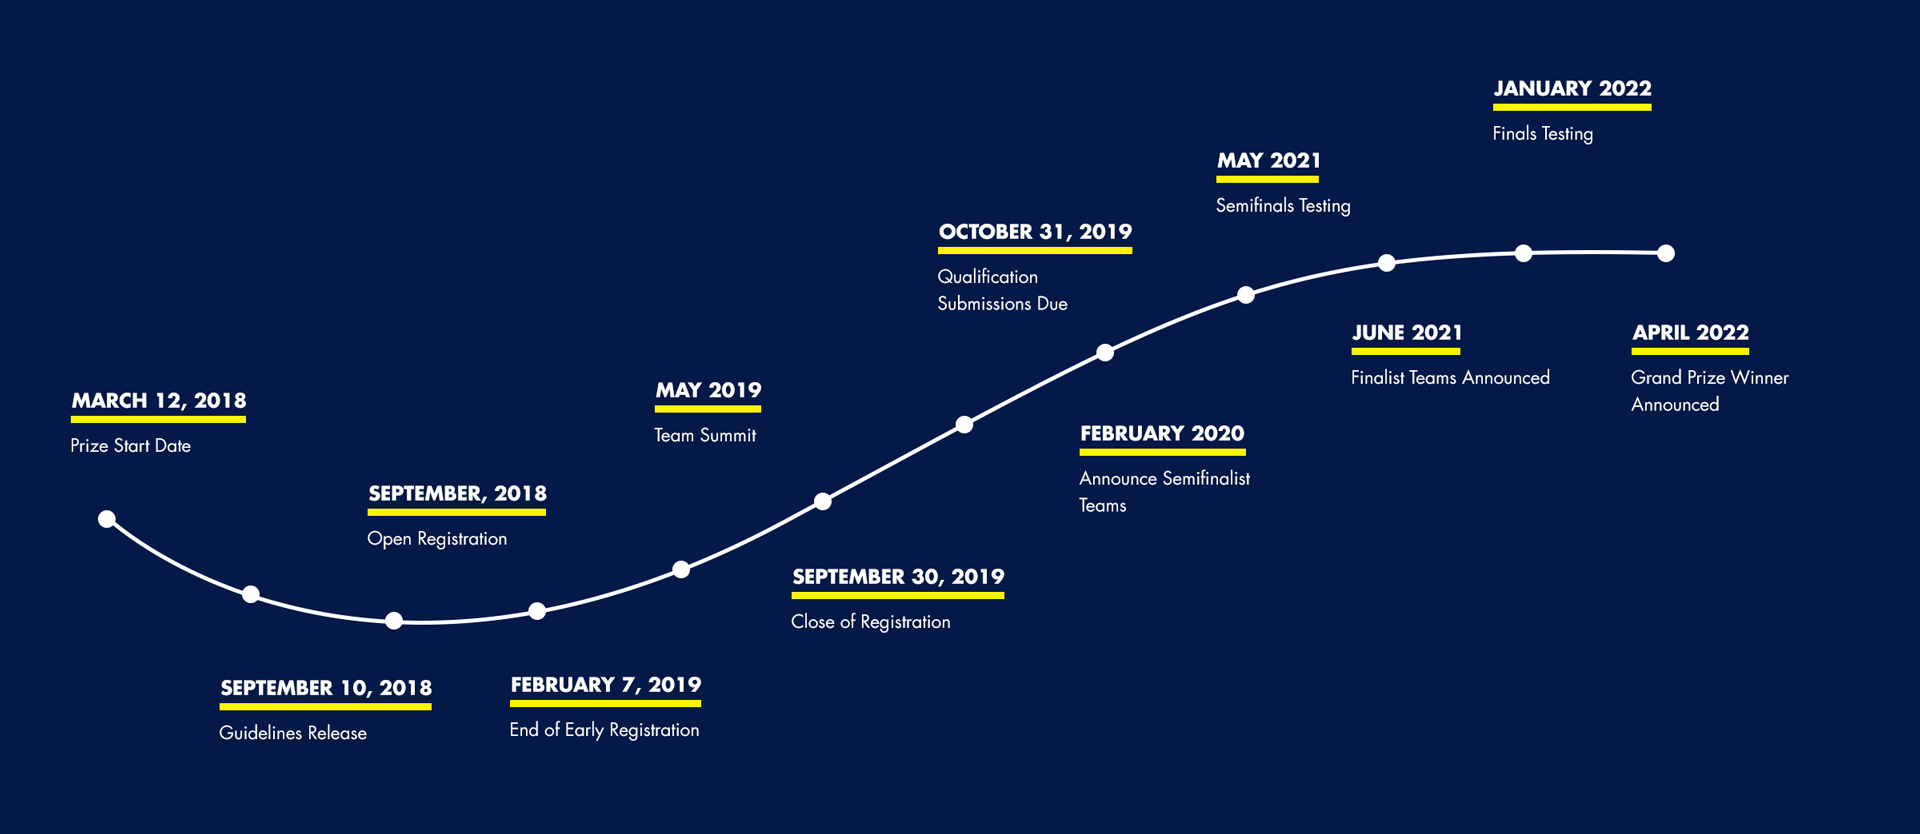 MARCH 12, 2018
Prize Start Date
SEPTEMBER 10, 2018
Guidelines Release
SEPTEMBER, 2018
Open Registration
FEBRUARY 7, 2019
End of Early Registration
MAY 2019
Team Summit
SEPTEMBER 30, 2019
Close of Registration
OCTOBER 31, 2019
Qualification
Submissions Due
FEBRUARY 2020
Announce Semifinalist
Teams
MAY 2021
Semifinals Testing
JUNE 2021
Finalist Teams Announced
JANUARY 2022
Finals Testing
APRIL 2022
Grand Prize Winner
Announced